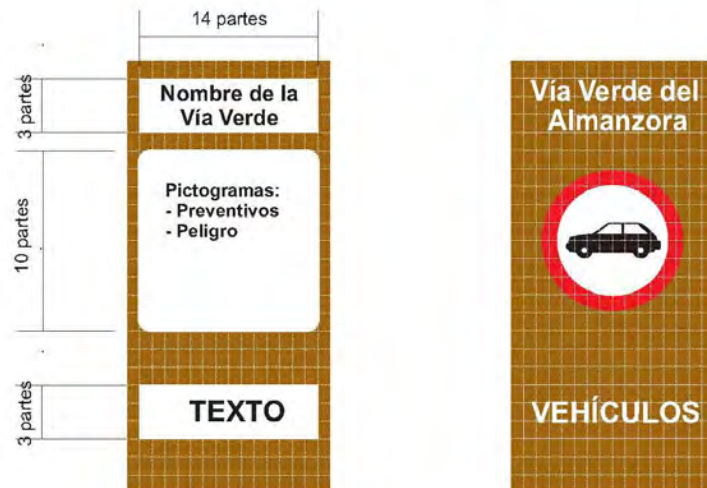 14 partes
3 partes
Nombre de la
Vía Verde
10 partes
Pictogramas:
- Preventivos
- Peligro
3 partes
TEXTO
Vía Verde del
Almanzora
VEHÍCULOS